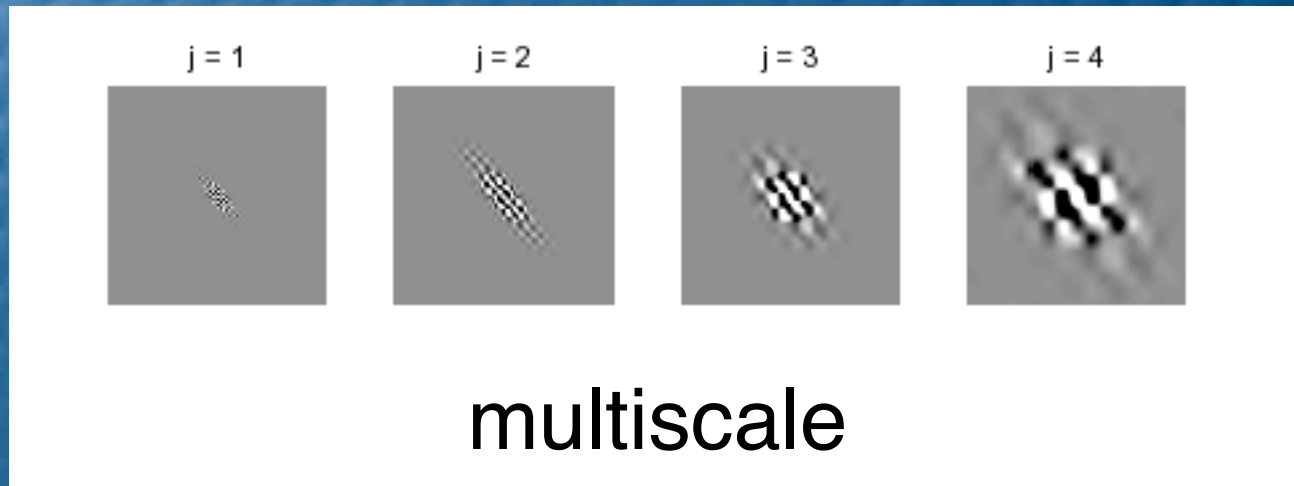 j = 1 j = 2 j = 3 j = 4
multiscale